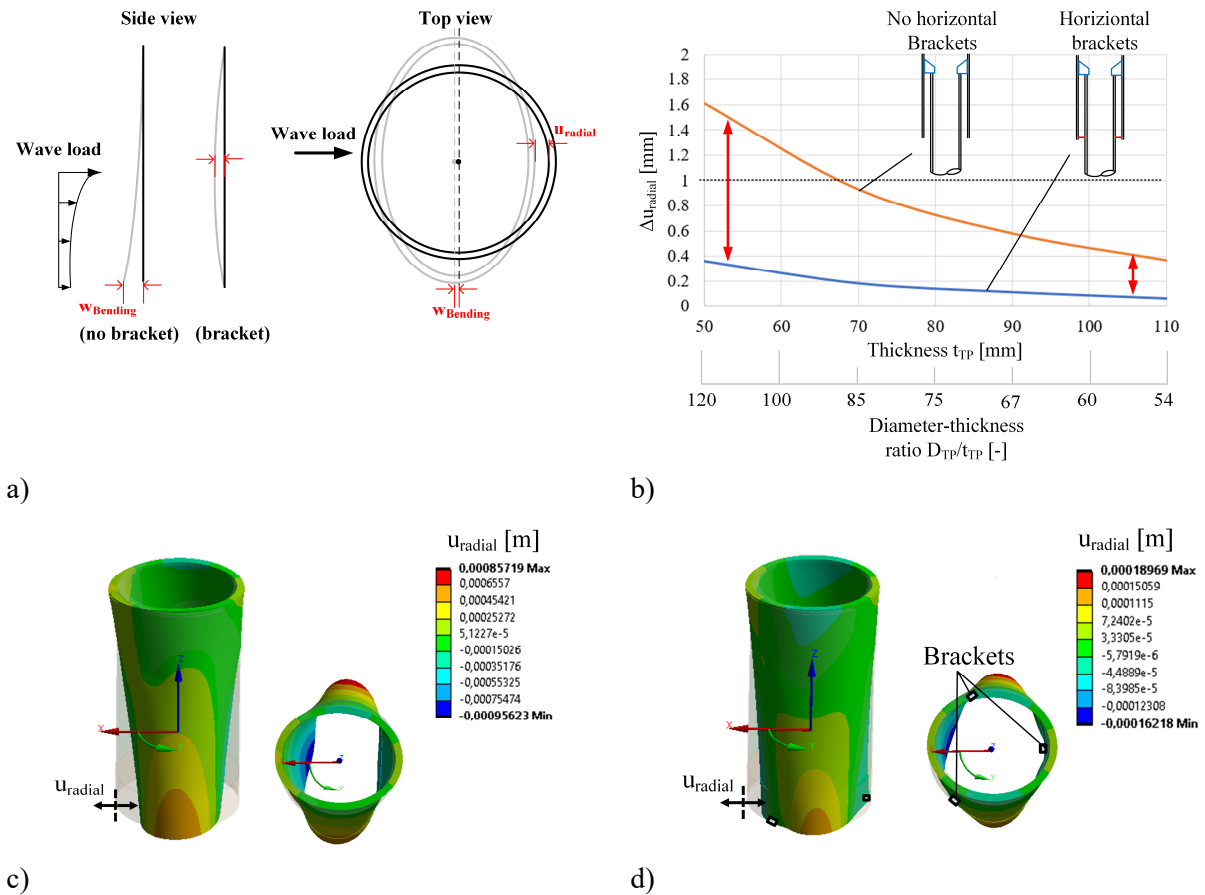 Side view
Top view
Wave load
Wave load
u_radial
w_Bending
(no bracket)
(bracket)
w_Bending
a)
No horizontal
Brackets
Horiziontal
brackets
2
1.8
1.6
1.4
1.2
1
0.8
0.6
0.4
0.2
0
Δu_radial [mm]
50 60 70 80 90 100 110
Thickness t_TP [mm]
120 100 85 75 67 60 54
Diameter-thickness
ratio D_TP/t_TP [-]
b)
u_radial [m]
0,00085719 Max
0,0006557
0,00045421
0,00025272
5,1227e-5
-0,00015026
-0,00035176
-0,00055325
-0,00075474
-0,00095623 Min
Z
X
Y
Z
Y
u_radial
c)
u_radial [m]
0,00018969 Max
0,00015059
0,0001115
7,2402e-5
3,3305e-5
-5,7919e-6
-4,4889e-5
-8,3985e-5
-0,00012308
-0,00016218 Min
Brackets
Z
X
Y
Z
Y
u_radial
d)